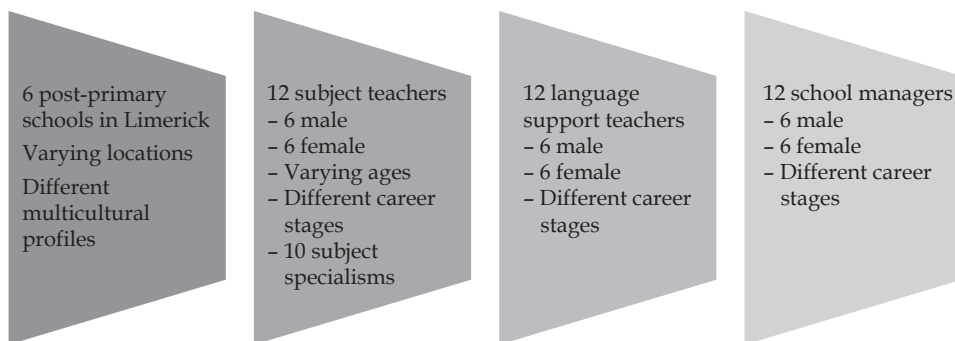 6 post-primary
schools in Limerick
Varying locations
Different
multicultural
profiles
12 subject teachers
– 6 male
– 6 female
– Varying ages
– Different career
stages
– 10 subject
specialisms
12 language
support teachers
– 6 male
– 6 female
– Different career
stages
12 school managers
– 6 male
– 6 female
– Different career
stages